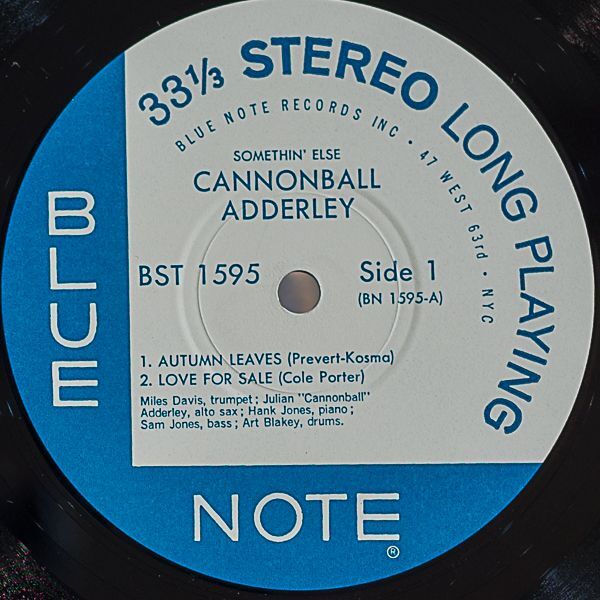 33⅓ STEREO LONG PLAYING
BLUE NOTE RECORDS INC · 47 WEST 63rd · NYC
SOMETHIN' ELSE
CANNONBALL
ADDERLEY
BST 1595
Side 1
(BN 1595-A)
1. AUTUMN LEAVES (Prevert-Kosma)
2. LOVE FOR SALE (Cole Porter)
Miles Davis, trumpet; Julian "Cannonball"
Adderley, alto sax; Hank Jones, piano;
Sam Jones, bass; Art Blakey, drums.
BLUE
NOTE®